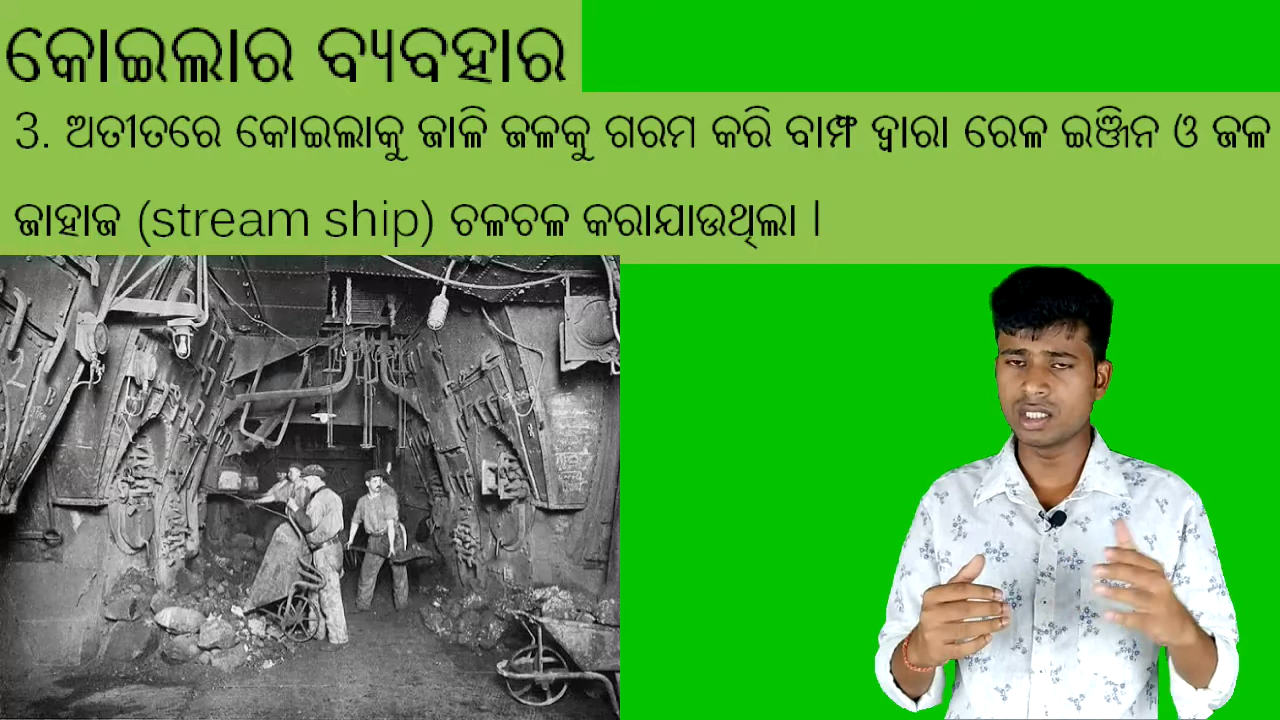 କୋଇଲାର ବ୍ୟବହାର
3. ଅତୀତରେ କୋଇଲାକୁ ଜାଳି ଜଳକୁ ଗରମ କରି ବାମ୍ଫ ଦ୍ୱାରା ରେଳ ଇଞ୍ଜିନ ଓ ଜଳ
ଜାହାଜ (stream ship) ଚଳଚଳ କରାଯାଉଥିଲା |